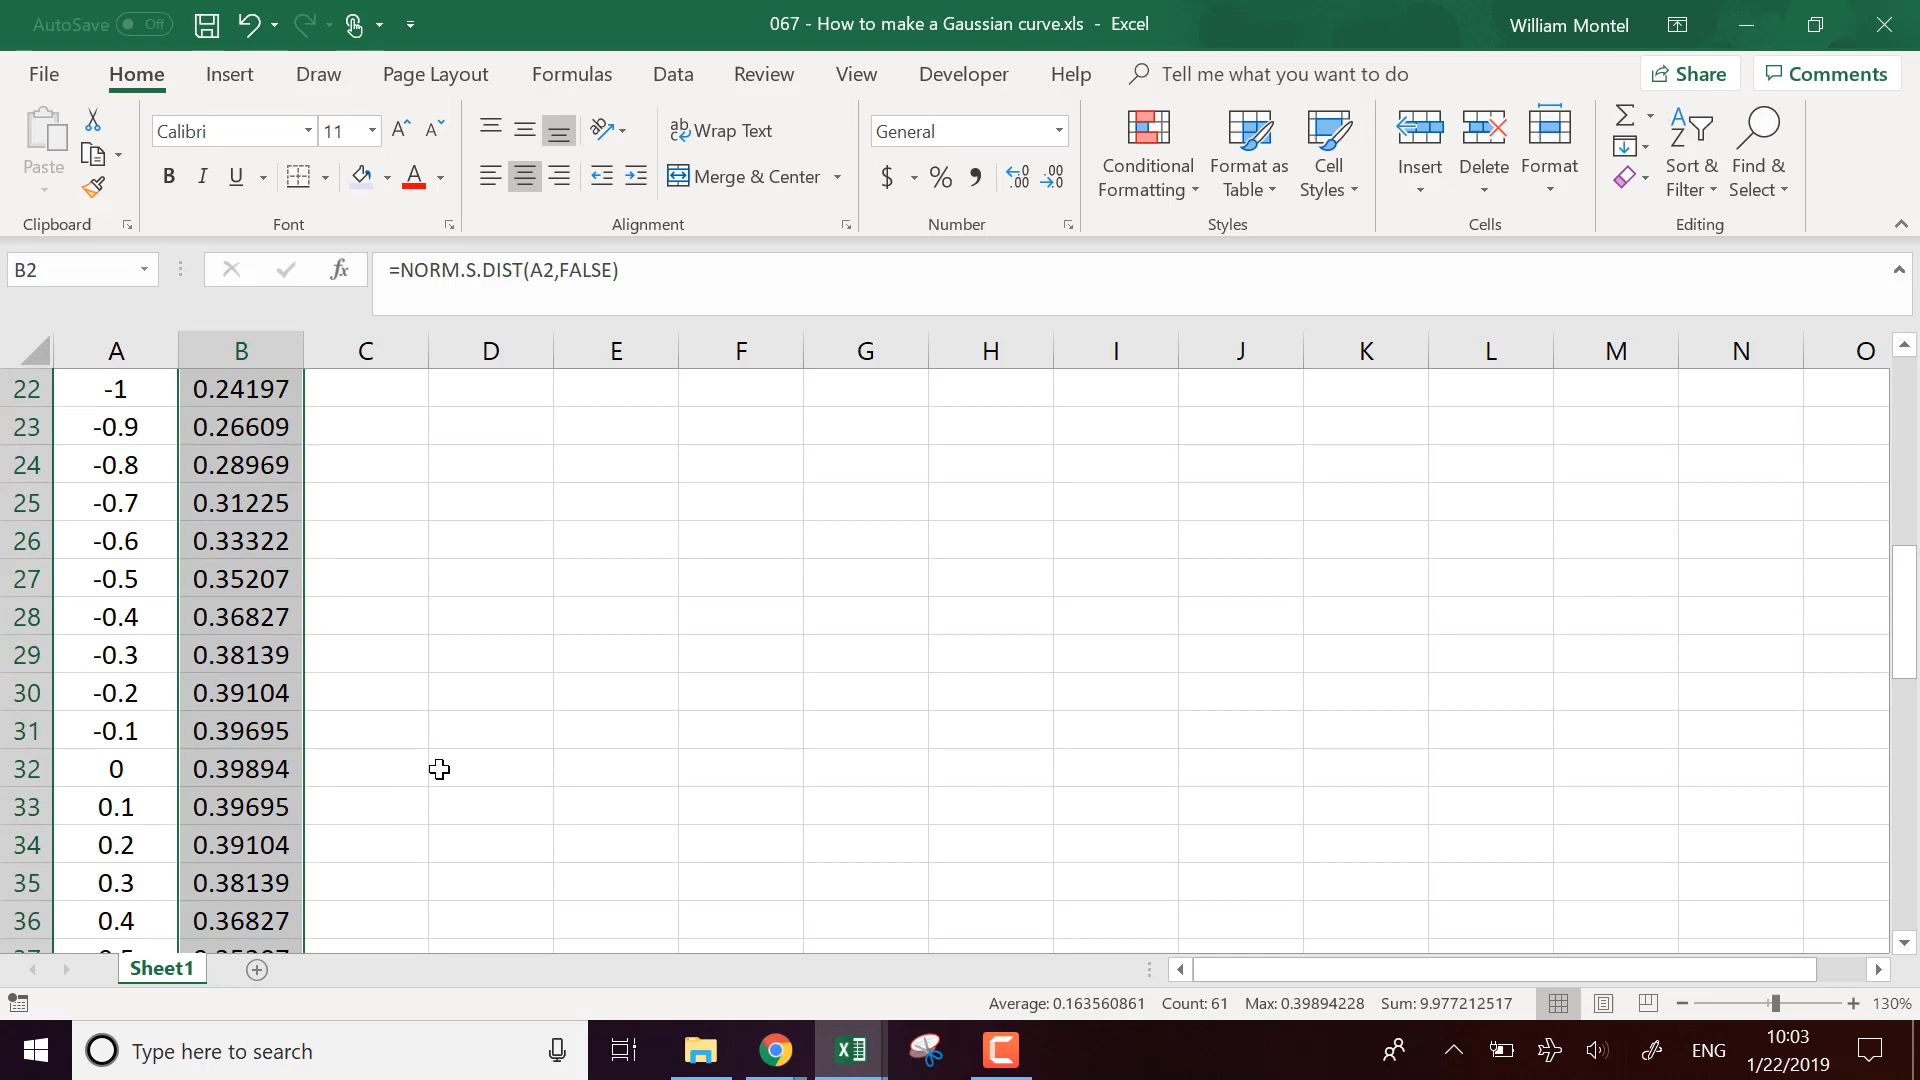 AutoSave Off
067 - How to make a Gaussian curve.xls - Excel
William Montel
File Home Insert Draw Page Layout Formulas Data Review View Developer Help Tell me what you want to do Share Comments
Paste
Clipboard
Calibri 11
B I U A
Font
ab Wrap Text
Merge & Center
Alignment
General
$ % 9 .00 .00
Number
Conditional Formatting
Format as Table
Cell Styles
Styles
Insert Delete Format
Cells
Sort & Filter
Find & Select
Editing
B2 fx =NORM.S.DIST(A2,FALSE)
A B C D E F G H I J K L M N O
22 -1 0.24197
23 -0.9 0.26609
24 -0.8 0.28969
25 -0.7 0.31225
26 -0.6 0.33322
27 -0.5 0.35207
28 -0.4 0.36827
29 -0.3 0.38139
30 -0.2 0.39104
31 -0.1 0.39695
32 0 0.39894
33 0.1 0.39695
34 0.2 0.39104
35 0.3 0.38139
36 0.4 0.36827
Sheet1
Average: 0.163560861 Count: 61 Max: 0.39894228 Sum: 9.977212517 130%
Type here to search
ENG
10:03
1/22/2019